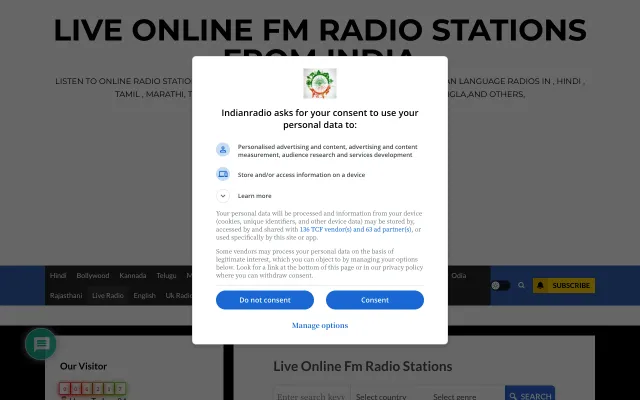 LIVE ONLINE FM RADIO STATIONS
FROM INDIA
LISTEN TO ONLINE RADIO STATIO
AN LANGUAGE RADIOS IN , HINDI ,
TAMIL , MARATHI, T
NGLA,AND OTHERS,
Indianradio asks for your consent to use your
personal data to:
Personalised advertising and content, advertising and content
measurement, audience research and services development
Store and/or access information on a device
Learn more
Your personal data will be processed and information from your device
(cookies, unique identifiers, and other device data) may be stored by,
accessed by and shared with 136 TCF vendor(s) and 63 ad partner(s), or
used specifically by this site or app.
Some vendors may process your personal data on the basis of
legitimate interest, which you can object to by managing your options
below. Look for a link at the bottom of this page or in our privacy policy
where you can withdraw consent.
Do not consent
Consent
Manage options
Hindi Bollywood Kannada Telugu M
Odia
Rajasthani Live Radio English Uk Radio
SUBSCRIBE
Our Visitor
Live Online Fm Radio Stations
Enter search keyw
Select country
Select genre
SEARCH